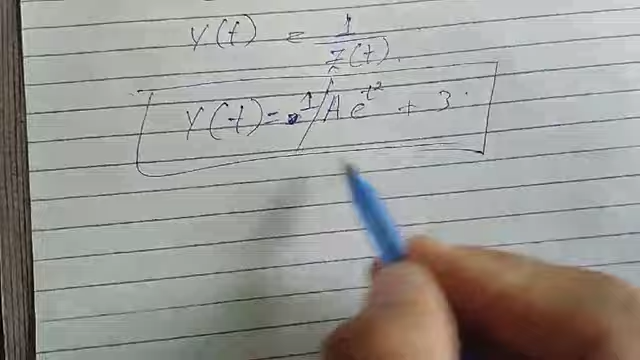 Y(t) = 1/z(t).
Y(t) = 1/Ae^t² + 3.